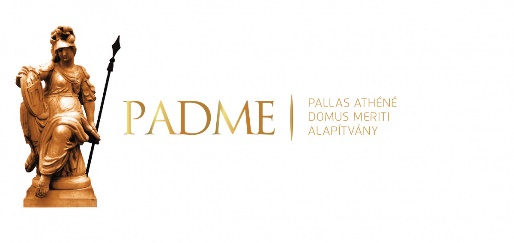 PADME
PALLAS ATHÉNÉ
DOMUS MERITI
ALAPÍTVÁNY